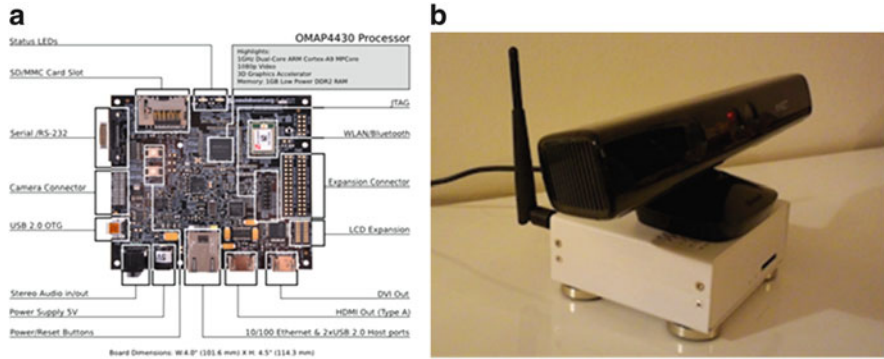 a
b
OMAP4430 Processor
Highlights:
1GHz Dual-Core ARM Cortex-A9 MPCore
1080p Video
3D Graphics Accelerator
Memory: 1GB Low Power DDR2 RAM
Status LEDs
SD/MMC Card Slot
Serial /RS-232
Camera Connector
USB 2.0 OTG
Stereo Audio in/out
Power Supply 5V
Power/Reset Buttons
JTAG
WLAN/Bluetooth
Expansion Connector
LCD Expansion
DVI Out
HDMI Out (Type A)
10/100 Ethernet & 2xUSB 2.0 Host ports
Board Dimensions: W:4.0" (101.6 mm) X H: 4.5" (114.3 mm)